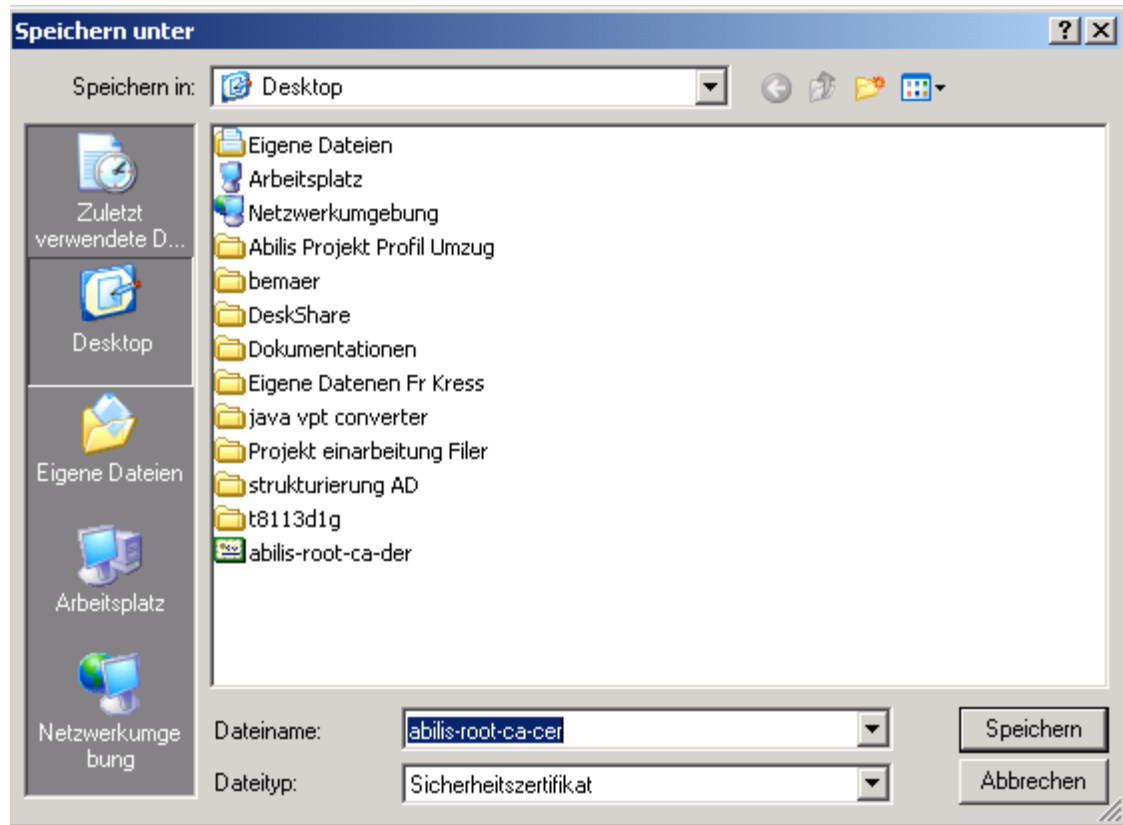 Speichern unter
Speichern in:
Desktop
Zuletzt
verwendete D...
Desktop
Eigene Dateien
Arbeitsplatz
Netzwerkumge
bung
Eigene Dateien
Arbeitsplatz
Netzwerkumgebung
Abilis Projekt Profil Umzug
bemaer
DeskShare
Dokumentationen
Eigene Datenen Fr Kress
java vpt converter
Projekt einarbeitung Filer
strukturierung AD
t8113d1g
abilis-root-ca-der
Dateiname:
abilis-root-ca-cer
Speichern
Dateityp:
Sicherheitszertifikat
Abbrechen